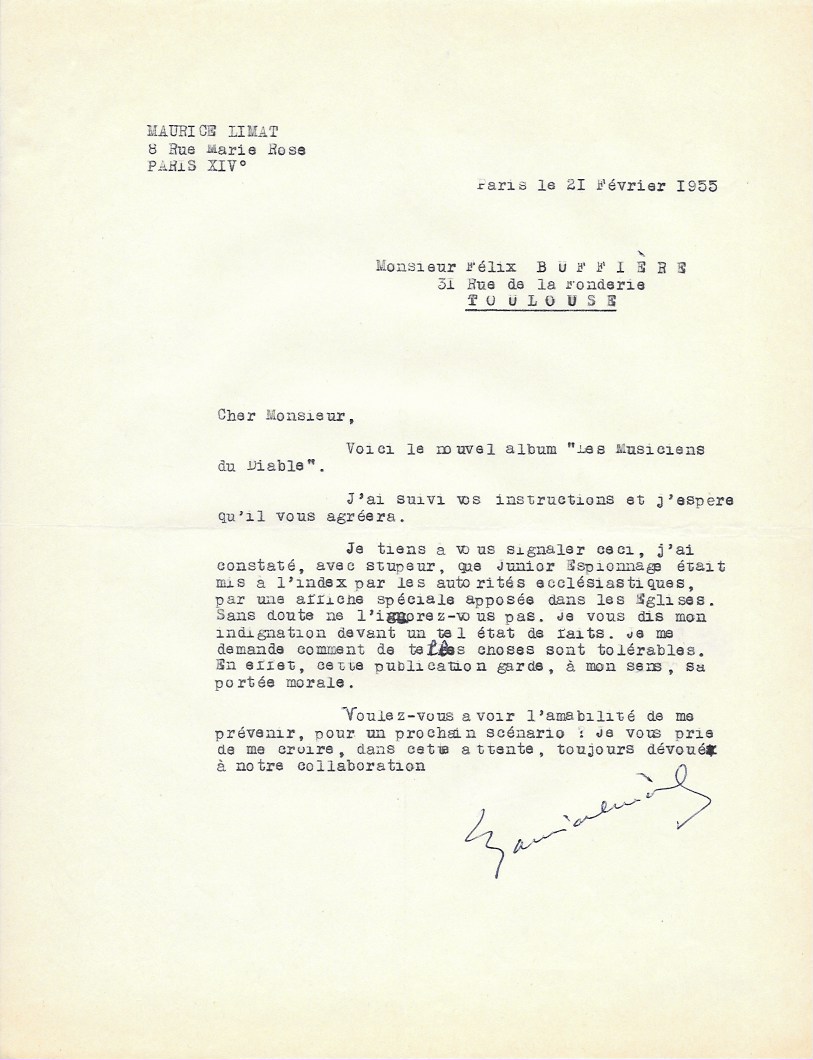 MAURICE LIMAT
8 Rue Marie Rose
PARIS XIV°
Paris le 2I Février I955
Monsieur Félix B U F F I È R E
3I Rue de la Fonderie
T O U L O U S E
Cher Monsieur,
Voici le nouvel album "Les Musiciens
du Diable".
J'ai suivi vos instructions et j'espère
qu'il vous agréera.
Je tiens à vous signaler ceci, j'ai
constaté, avec stupeur, que Junior Espionnage était
mis à l'index par les autorités ecclésiastiques,
par une affiche spéciale apposée dans les Eglises.
Sans doute ne l'ignorez-vous pas. Je vous dis mon
indignation devant un tel état de faits. Je me
demande comment de telles choses sont tolérables.
En effet, cette publication garde, à mon sens, sa
portée morale.
Voulez-vous avoir l'amabilité de me
prévenir, pour un prochain scénario ? Je vous prie
de me croire, dans cette attente, toujours dévoué
à notre collaboration